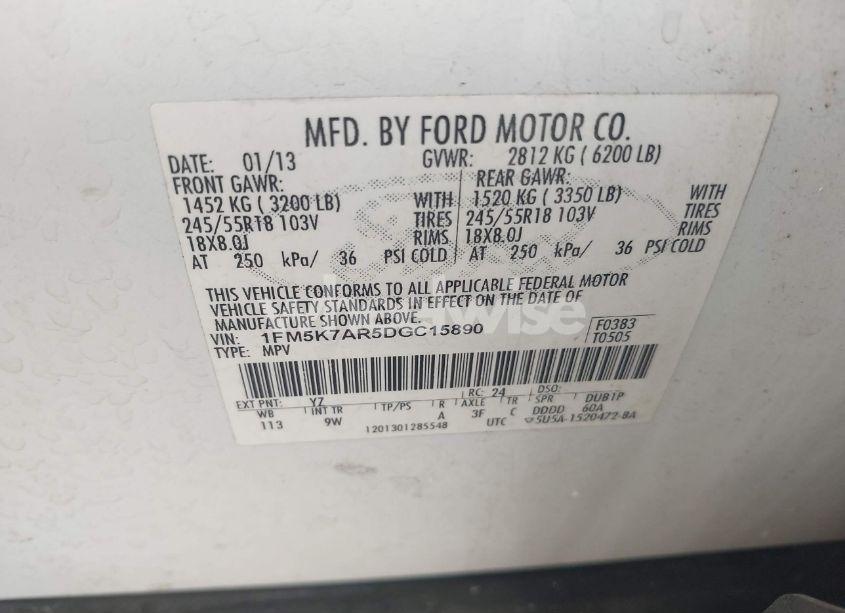 MFD. BY FORD MOTOR CO.
DATE: 01/13 GVWR: 2812 KG ( 6200 LB)
FRONT GAWR: REAR GAWR:
1452 KG ( 3200 LB) WITH 1520 KG ( 3350 LB) WITH
245/55R18 103V TIRES 245/55R18 103V TIRES
18X8.0J RIMS 18X8.0J RIMS
AT 250 kPa/ 36 PSI COLD AT 250 kPa/ 36 PSI COLD
THIS VEHICLE CONFORMS TO ALL APPLICABLE FEDERAL MOTOR
VEHICLE SAFETY STANDARDS IN EFFECT ON THE DATE OF
MANUFACTURE SHOWN ABOVE.
VIN: 1FM5K7AR5DGC15890 F0383
TYPE: MPV T0505
EXT PNT: YZ RC: 24 DSO:
WB INT TR TP/PS R AXLE TR SPR DUB1P
113 9W A 3F C DDDD 60A
1201301285548 UTC 5U5A-1520472-BA